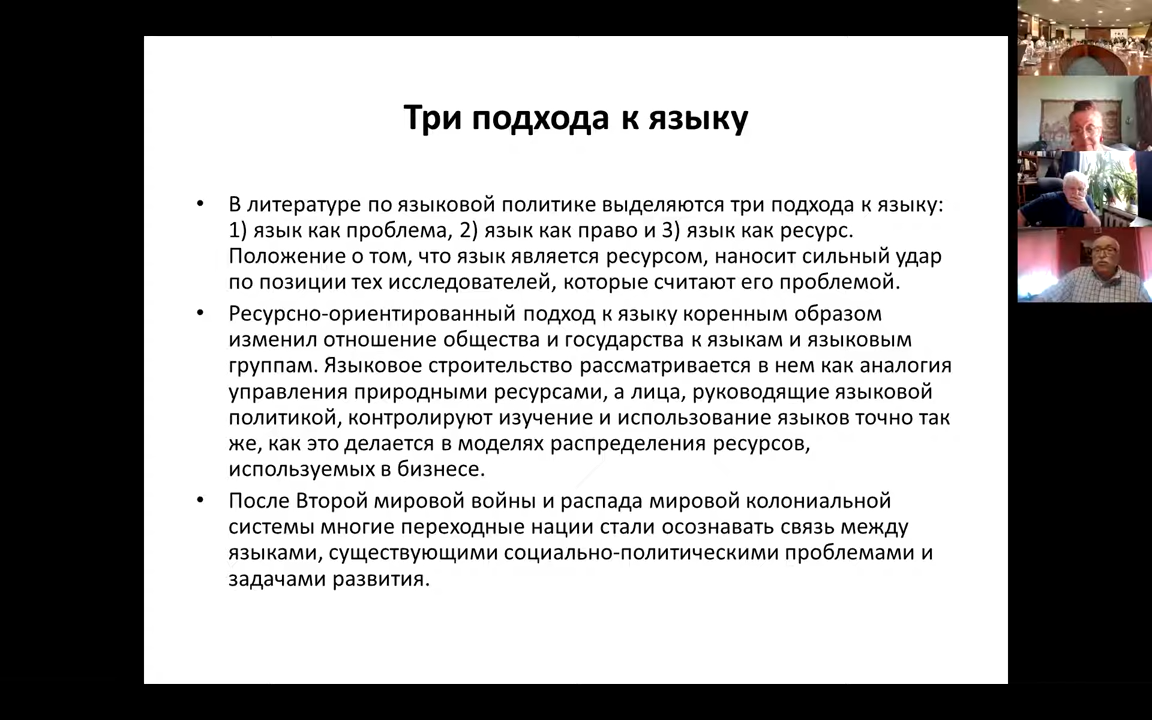 Три подхода к языку
• В литературе по языковой политике выделяются три подхода к языку:
1) язык как проблема, 2) язык как право и 3) язык как ресурс.
Положение о том, что язык является ресурсом, наносит сильный удар
по позиции тех исследователей, которые считают его проблемой.
• Ресурсно-ориентированный подход к языку коренным образом
изменил отношение общества и государства к языкам и языковым
группам. Языковое строительство рассматривается в нем как аналогия
управления природными ресурсами, а лица, руководящие языковой
политикой, контролируют изучение и использование языков точно так
же, как это делается в моделях распределения ресурсов,
используемых в бизнесе.
• После Второй мировой войны и распада мировой колониальной
системы многие переходные нации стали осознавать связь между
языками, существующими социально-политическими проблемами и
задачами развития.